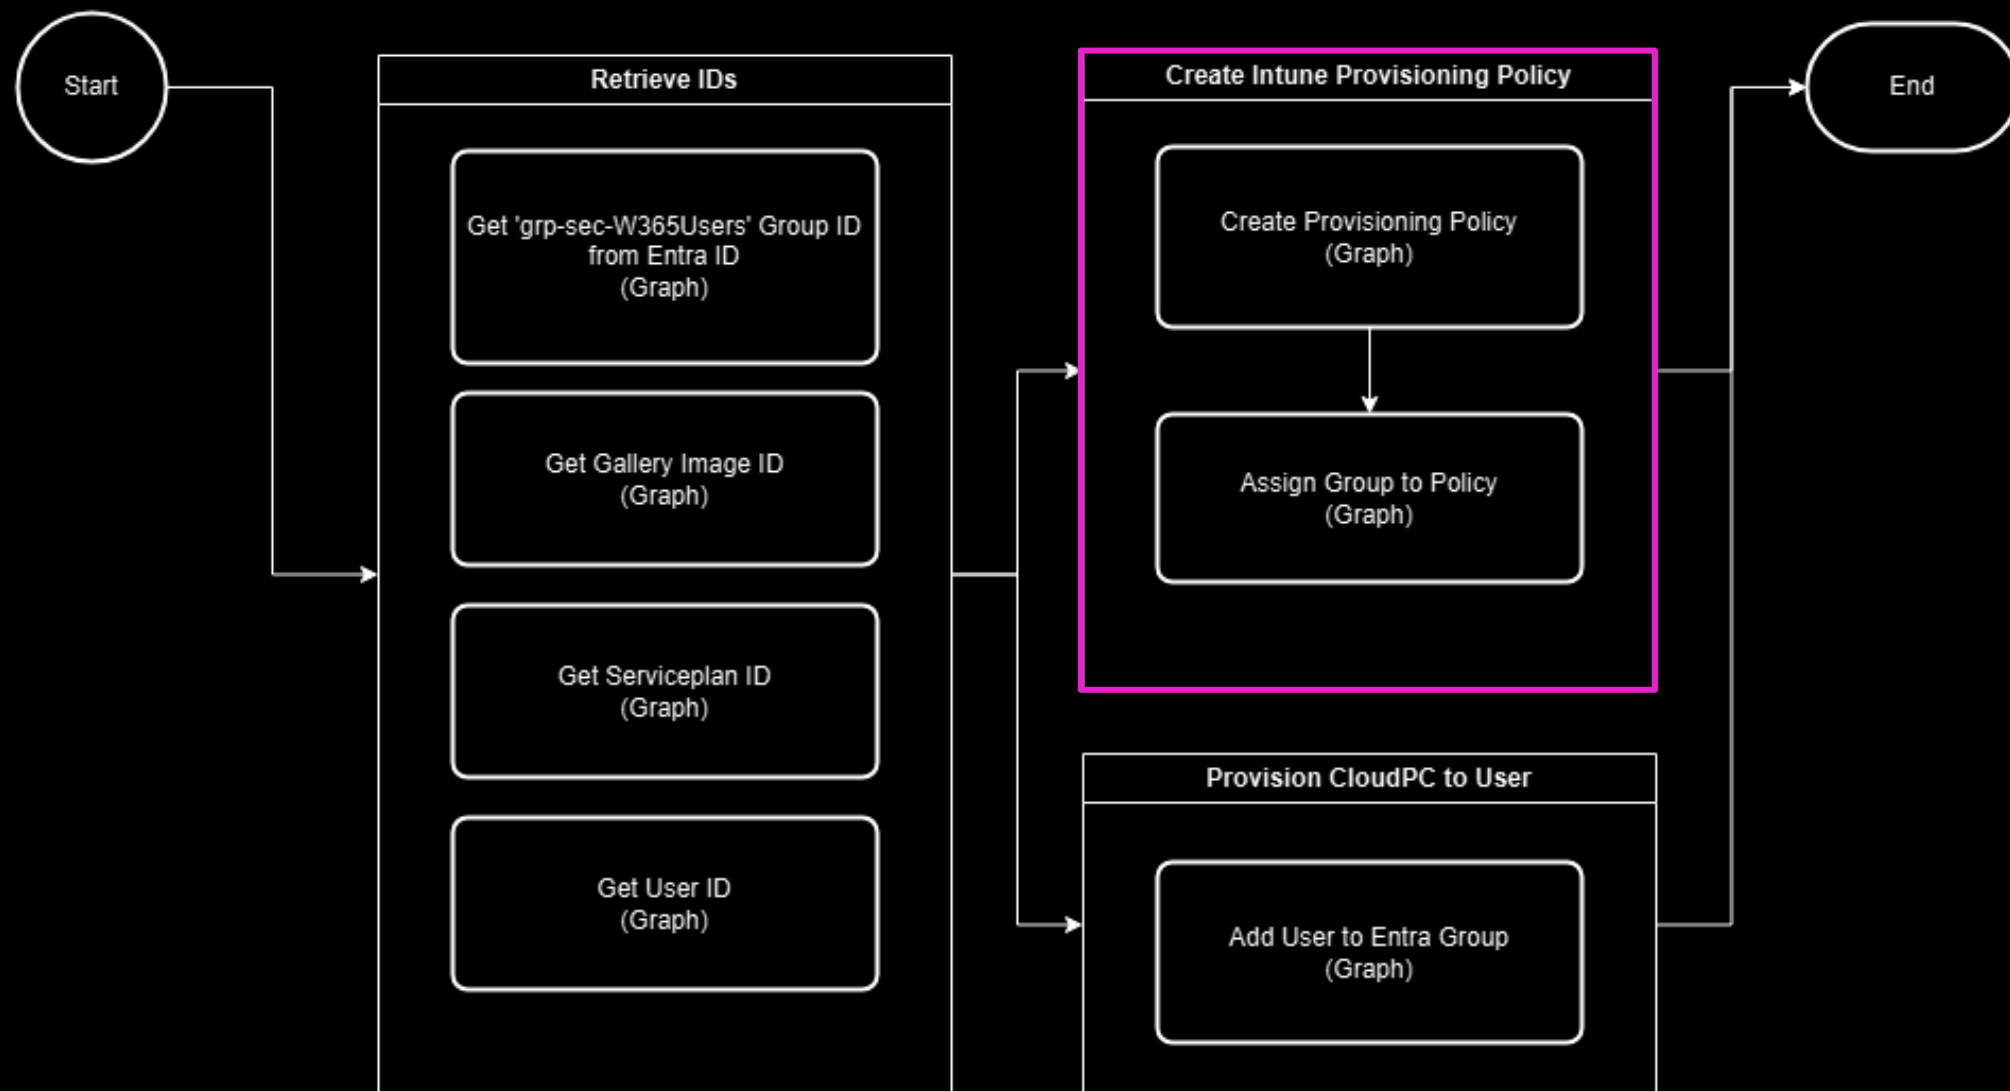 Start
Retrieve IDs
Get 'grp-sec-W365Users' Group ID
from Entra ID
(Graph)
Get Gallery Image ID
(Graph)
Get Serviceplan ID
(Graph)
Get User ID
(Graph)
Create Intune Provisioning Policy
Create Provisioning Policy
(Graph)
Assign Group to Policy
(Graph)
Provision CloudPC to User
Add User to Entra Group
(Graph)
End